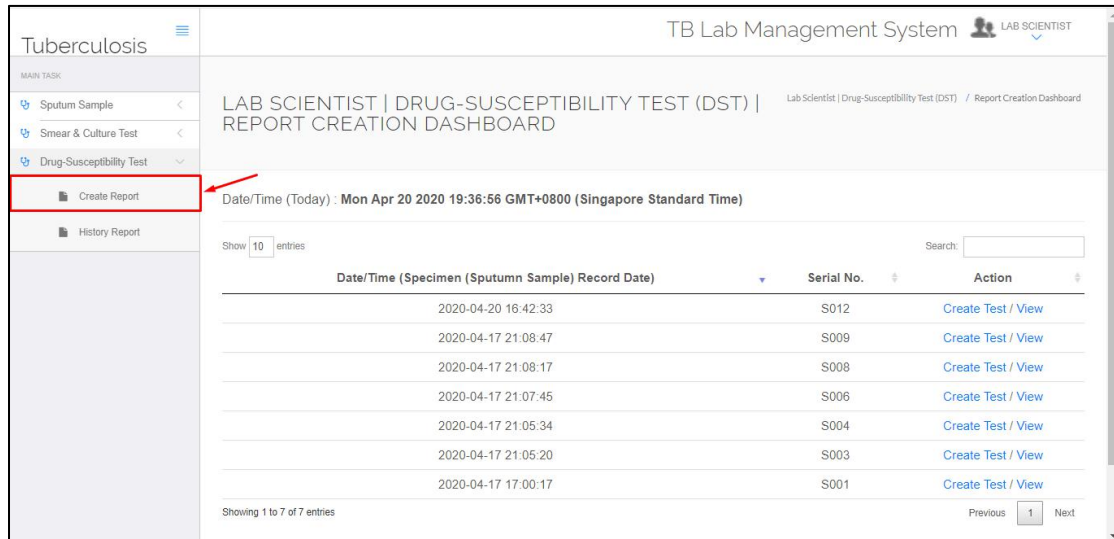 Tuberculosis
TB Lab Management System
LAB SCIENTIST
MAIN TASK
Sputum Sample
Smear & Culture Test
Drug-Susceptibility Test
Create Report
History Report
LAB SCIENTIST | DRUG-SUSCEPTIBILITY TEST (DST) |
REPORT CREATION DASHBOARD
Lab Scientist | Drug-Susceptibility Test (DST) / Report Creation Dashboard
Date/Time (Today) : Mon Apr 20 2020 19:36:56 GMT+0800 (Singapore Standard Time)
Show 10 entries
Search:
Date/Time (Specimen (Sputumn Sample) Record Date) Serial No. Action
2020-04-20 16:42:33 S012 Create Test / View
2020-04-17 21:08:47 S009 Create Test / View
2020-04-17 21:08:17 S008 Create Test / View
2020-04-17 21:07:45 S006 Create Test / View
2020-04-17 21:05:34 S004 Create Test / View
2020-04-17 21:05:20 S003 Create Test / View
2020-04-17 17:00:17 S001 Create Test / View
Showing 1 to 7 of 7 entries
Previous 1 Next